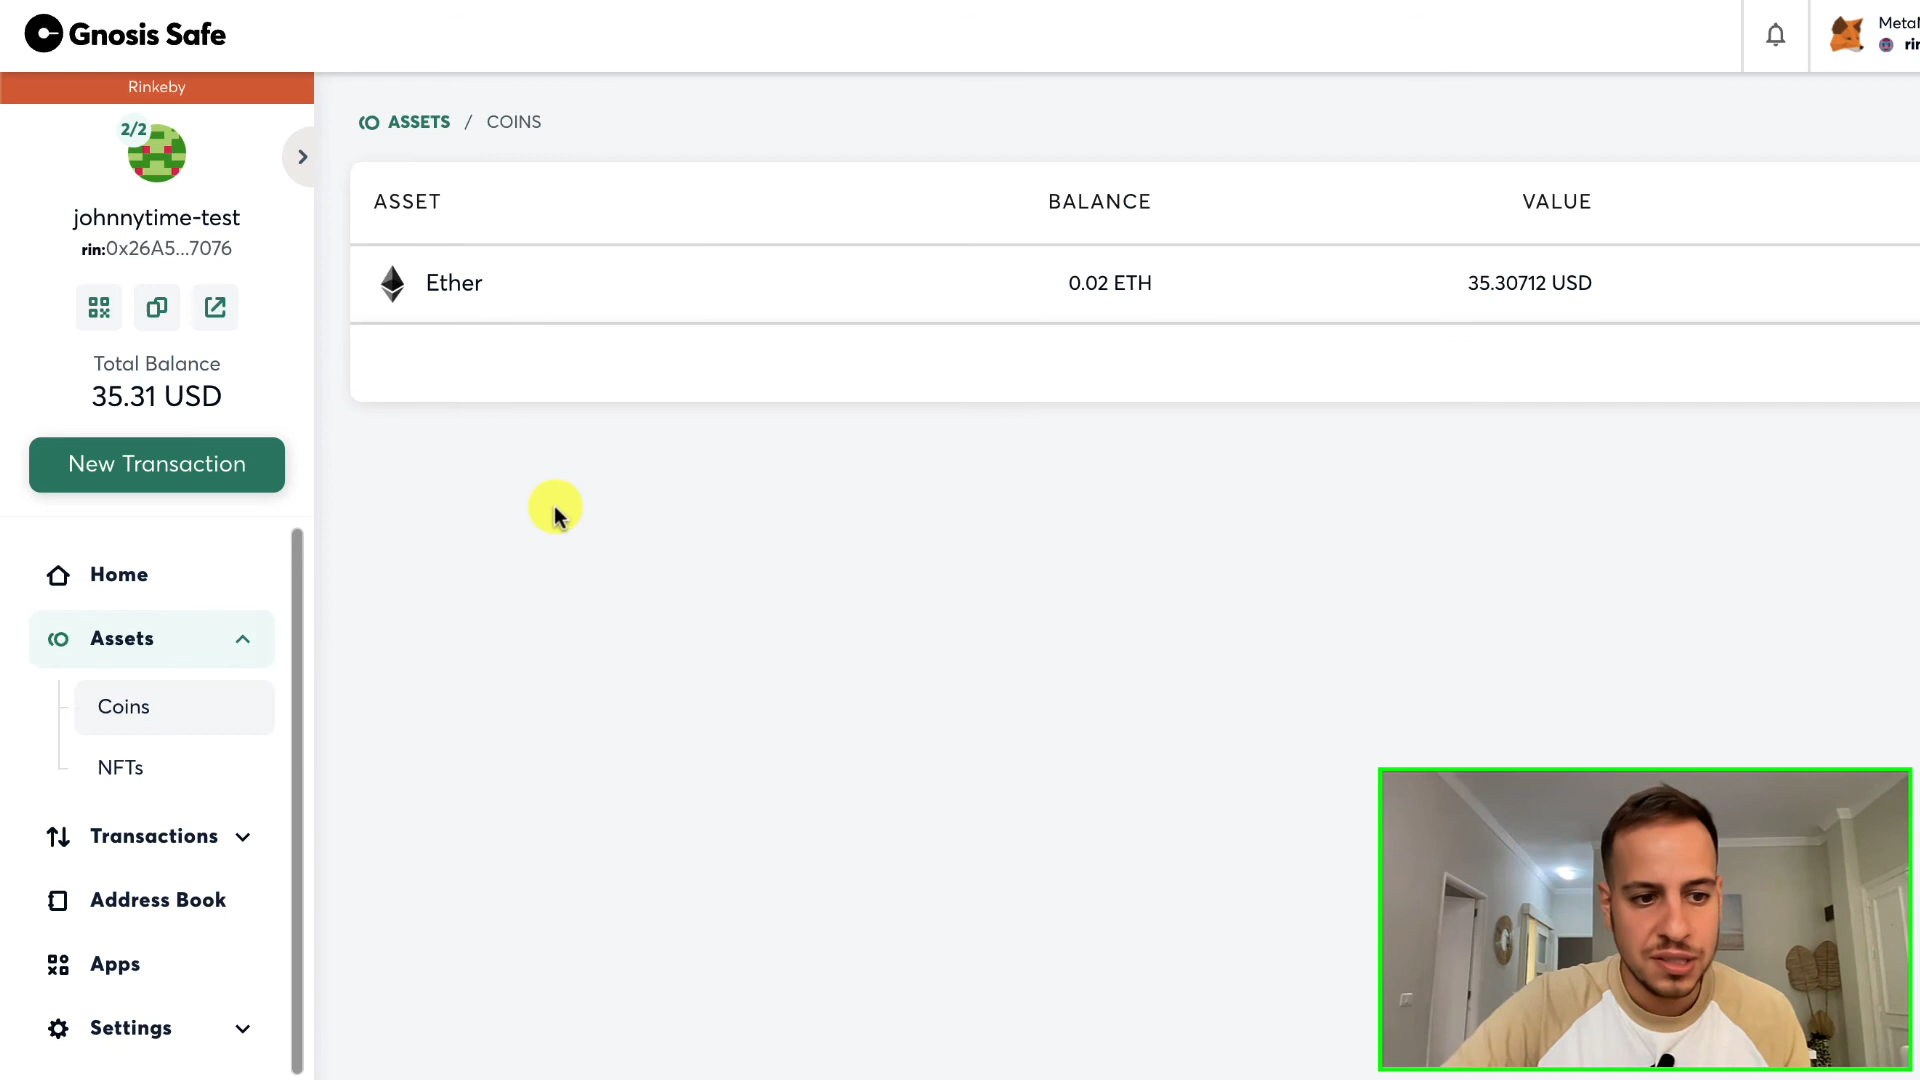 Gnosis Safe
MetaM
rin
Rinkeby
2/2
johnnytime-test
rin:0x26A5...7076
Total Balance
35.31 USD
New Transaction
Home
Assets
Coins
NFTs
Transactions
Address Book
Apps
Settings
ASSETS / COINS
ASSET BALANCE VALUE
Ether 0.02 ETH 35.30712 USD